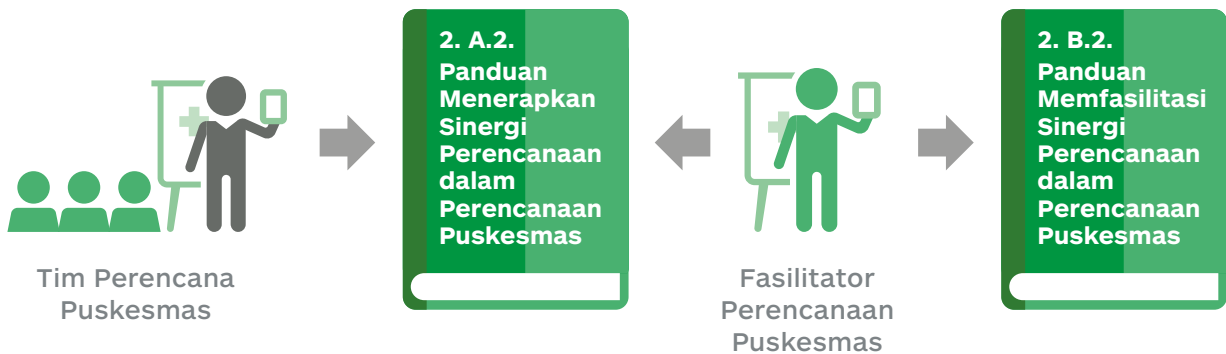 2. A.2.
Panduan
Menerapkan
Sinergi
Perencanaan
dalam
Perencanaan
Puskesmas
2. B.2.
Panduan
Memfasilitasi
Sinergi
Perencanaan
dalam
Perencanaan
Puskesmas
Tim Perencana
Puskesmas
Fasilitator
Perencanaan
Puskesmas